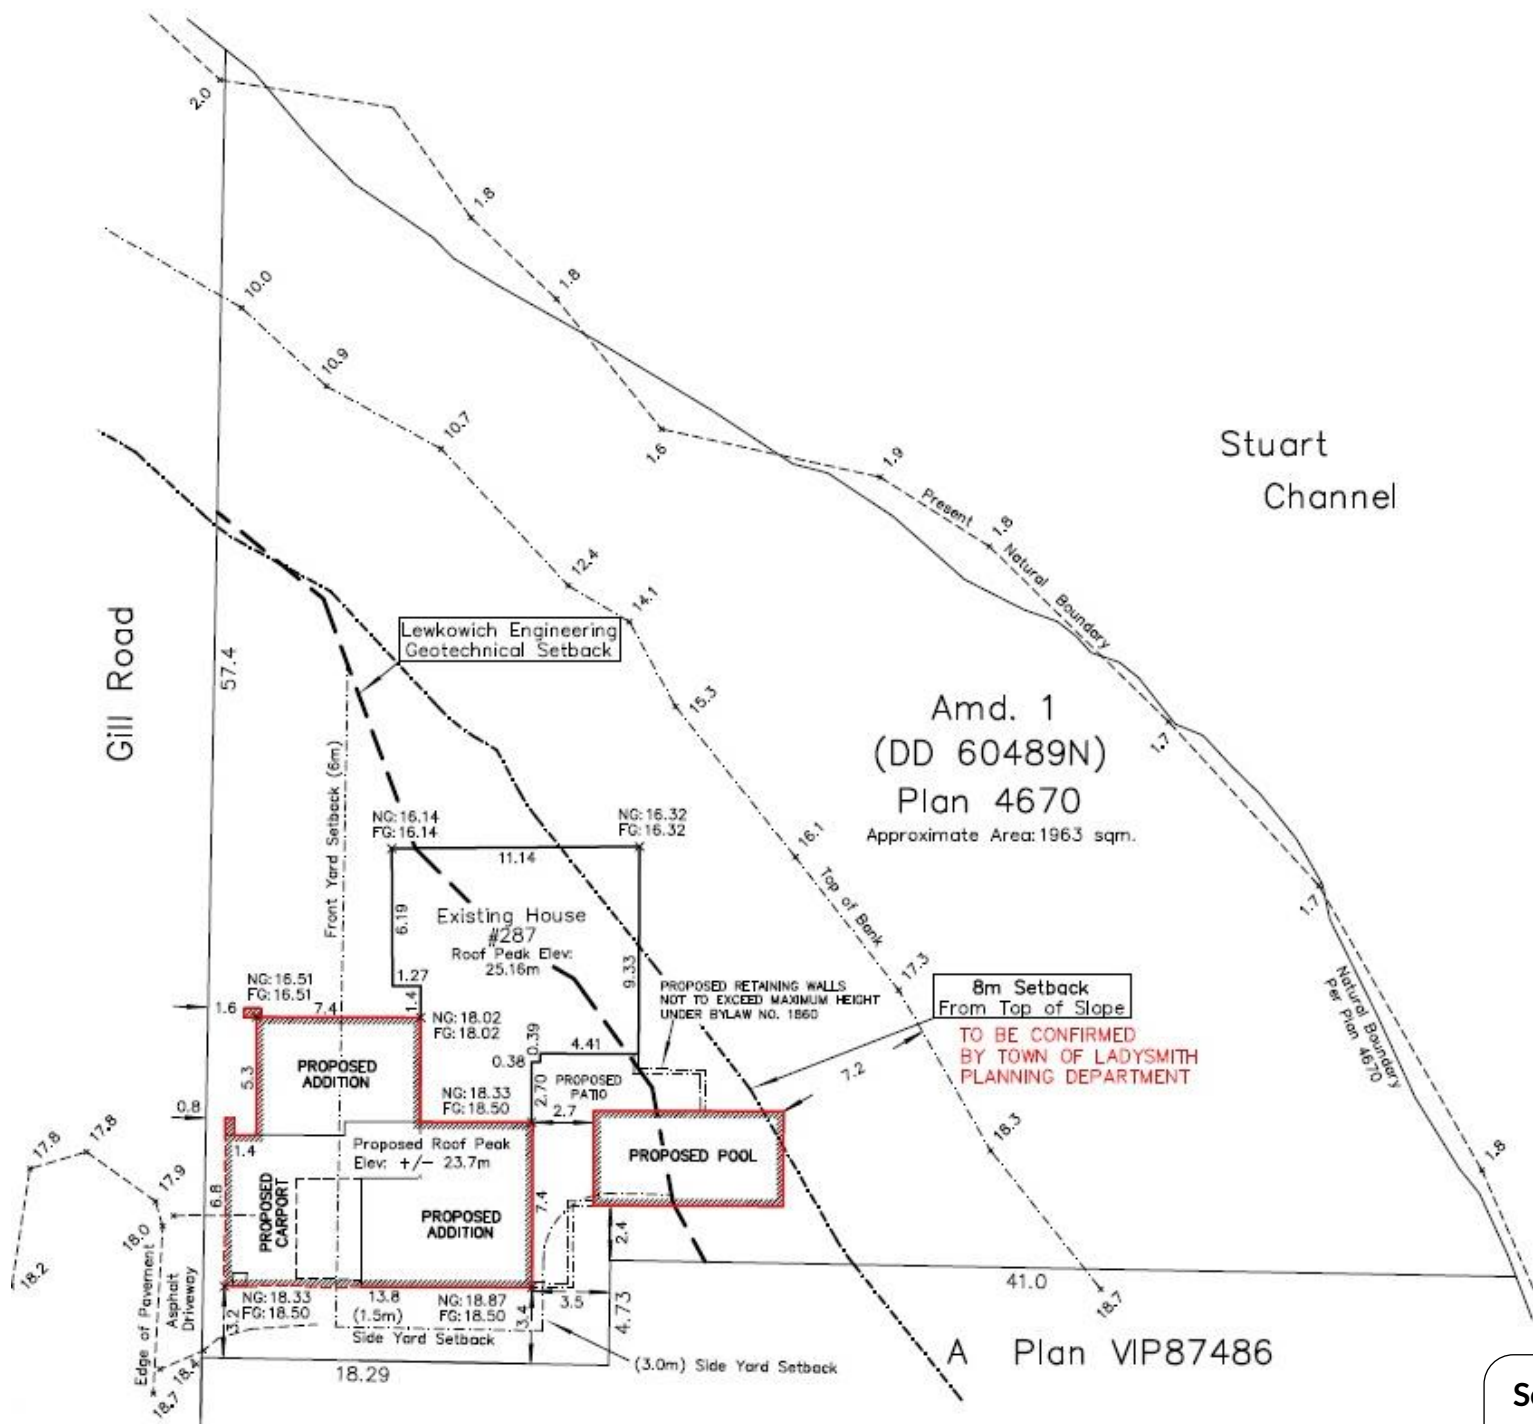 2.0
1.8
10.0
1.8
10.9
10.7
1.6
1.9
Stuart
Channel
Present
1.8
Natural
Boundary
12.4
14.1
Gill Road
57.4
Lewkowich Engineering
Geotechnical Setback
15.3
Amd. 1
(DD 60489N)
Plan 4670
Approximate Area: 1963 sqm.
1.7
Front Yard Setback (6m)
NG: 16.14
FG: 16.14
NG: 16.32
FG: 16.32
11.14
16.1
Top of Bank
1.7
6.19
Existing House
#287
Roof Peak Elev:
25.16m
9.33
17.3
1.27
1.4
NG: 16.51
FG: 16.51
1.6
7.4
PROPOSED RETAINING WALLS
NOT TO EXCEED MAXIMUM HEIGHT
UNDER BYLAW NO. 1860
8m Setback
From Top of Slope
TO BE CONFIRMED
BY TOWN OF LADYSMITH
PLANNING DEPARTMENT
Natural Boundary
Per Plan 4670
NG: 18.02
FG: 18.02
0.39
4.41
0.38
PROPOSED
ADDITION
5.3
PROPOSED
PATIO
2.70
2.7
7.2
NG: 18.33
FG: 18.50
0.8
17.8
17.8
1.4
Proposed Roof Peak
Elev: +/- 23.7m
PROPOSED POOL
18.3
1.8
17.9
6.8
PROPOSED
CARPORT
PROPOSED
ADDITION
7.4
18.0
2.4
18.2
Edge of Pavement
Asphalt
Driveway
NG: 18.33
FG: 18.50
13.8
(1.5m)
Side Yard Setback
NG: 18.87
FG: 18.50
3.5
41.0
18.7
3.2
3.4
4.73
18.4
18.7
18.29
(3.0m) Side Yard Setback
A Plan VIP87486